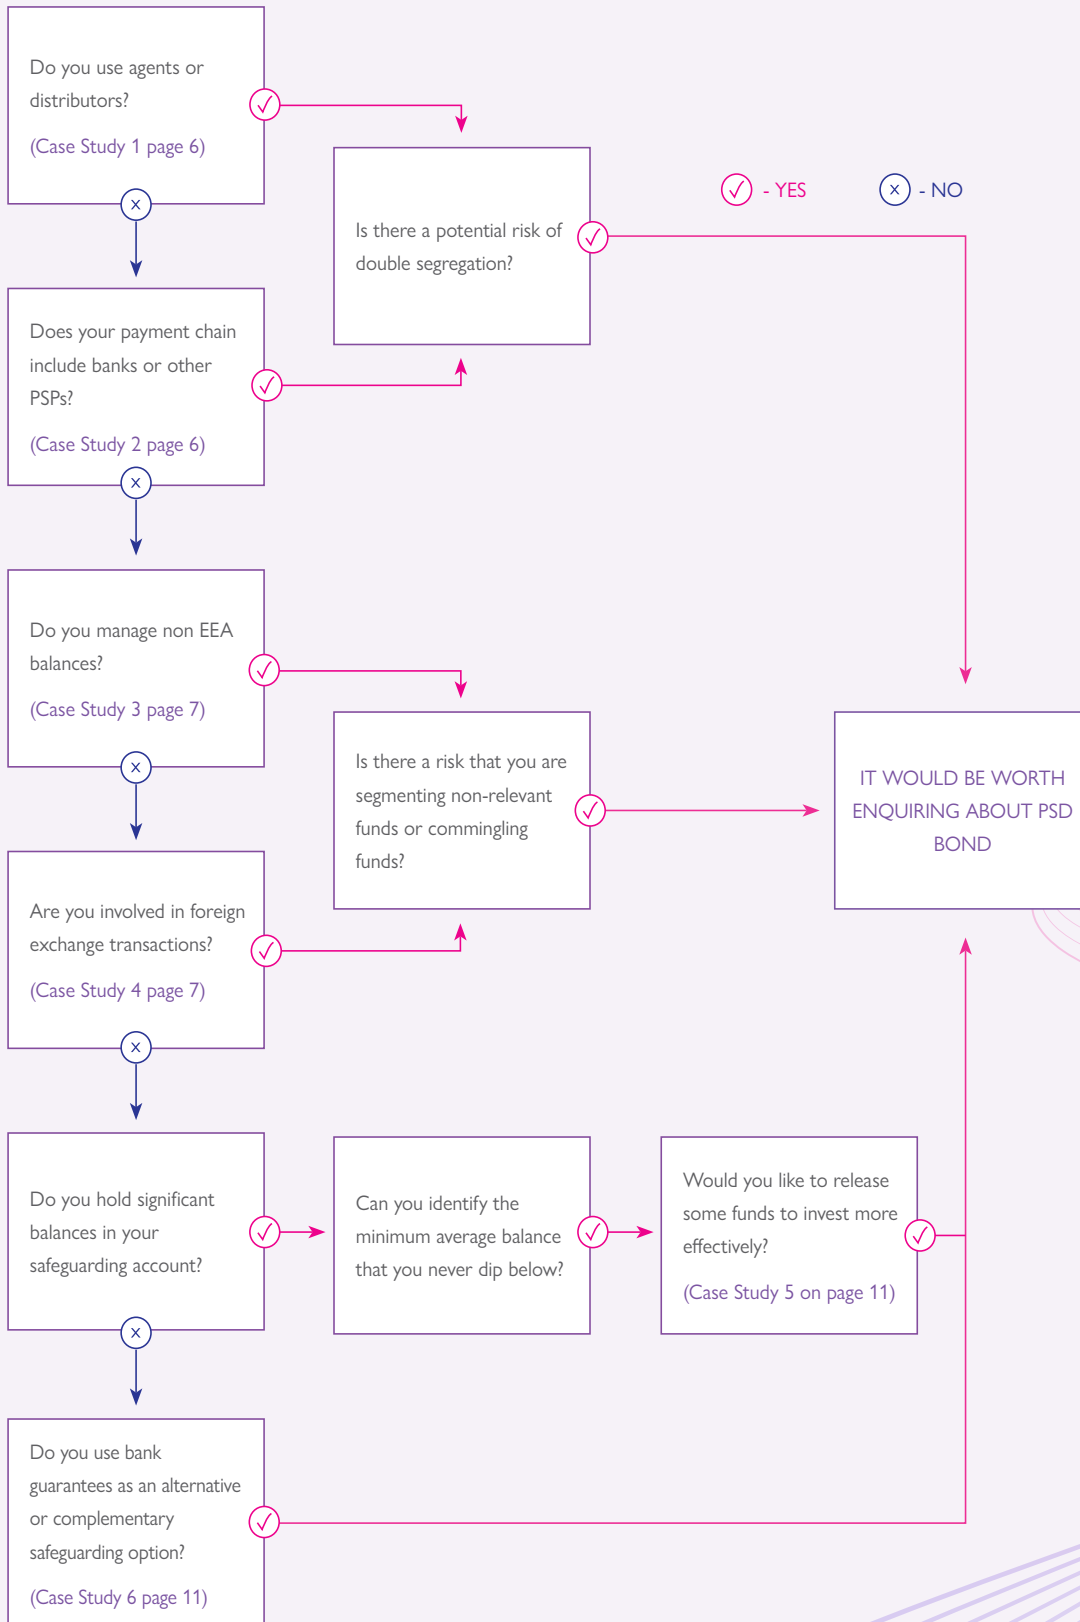 Do you use agents or
distributors?
(Case Study 1 page 6)
Is there a potential risk of
double segregation?
- YES
- NO
Does your payment chain
include banks or other
PSPs?
(Case Study 2 page 6)
Do you manage non EEA
balances?
(Case Study 3 page 7)
Is there a risk that you are
segmenting non-relevant
funds or commingling
funds?
IT WOULD BE WORTH
ENQUIRING ABOUT PSD
BOND
Are you involved in foreign
exchange transactions?
(Case Study 4 page 7)
Do you hold significant
balances in your
safeguarding account?
Can you identify the
minimum average balance
that you never dip below?
Would you like to release
some funds to invest more
effectively?
(Case Study 5 on page 11)
Do you use bank
guarantees as an alternative
or complementary
safeguarding option?
(Case Study 6 page 11)